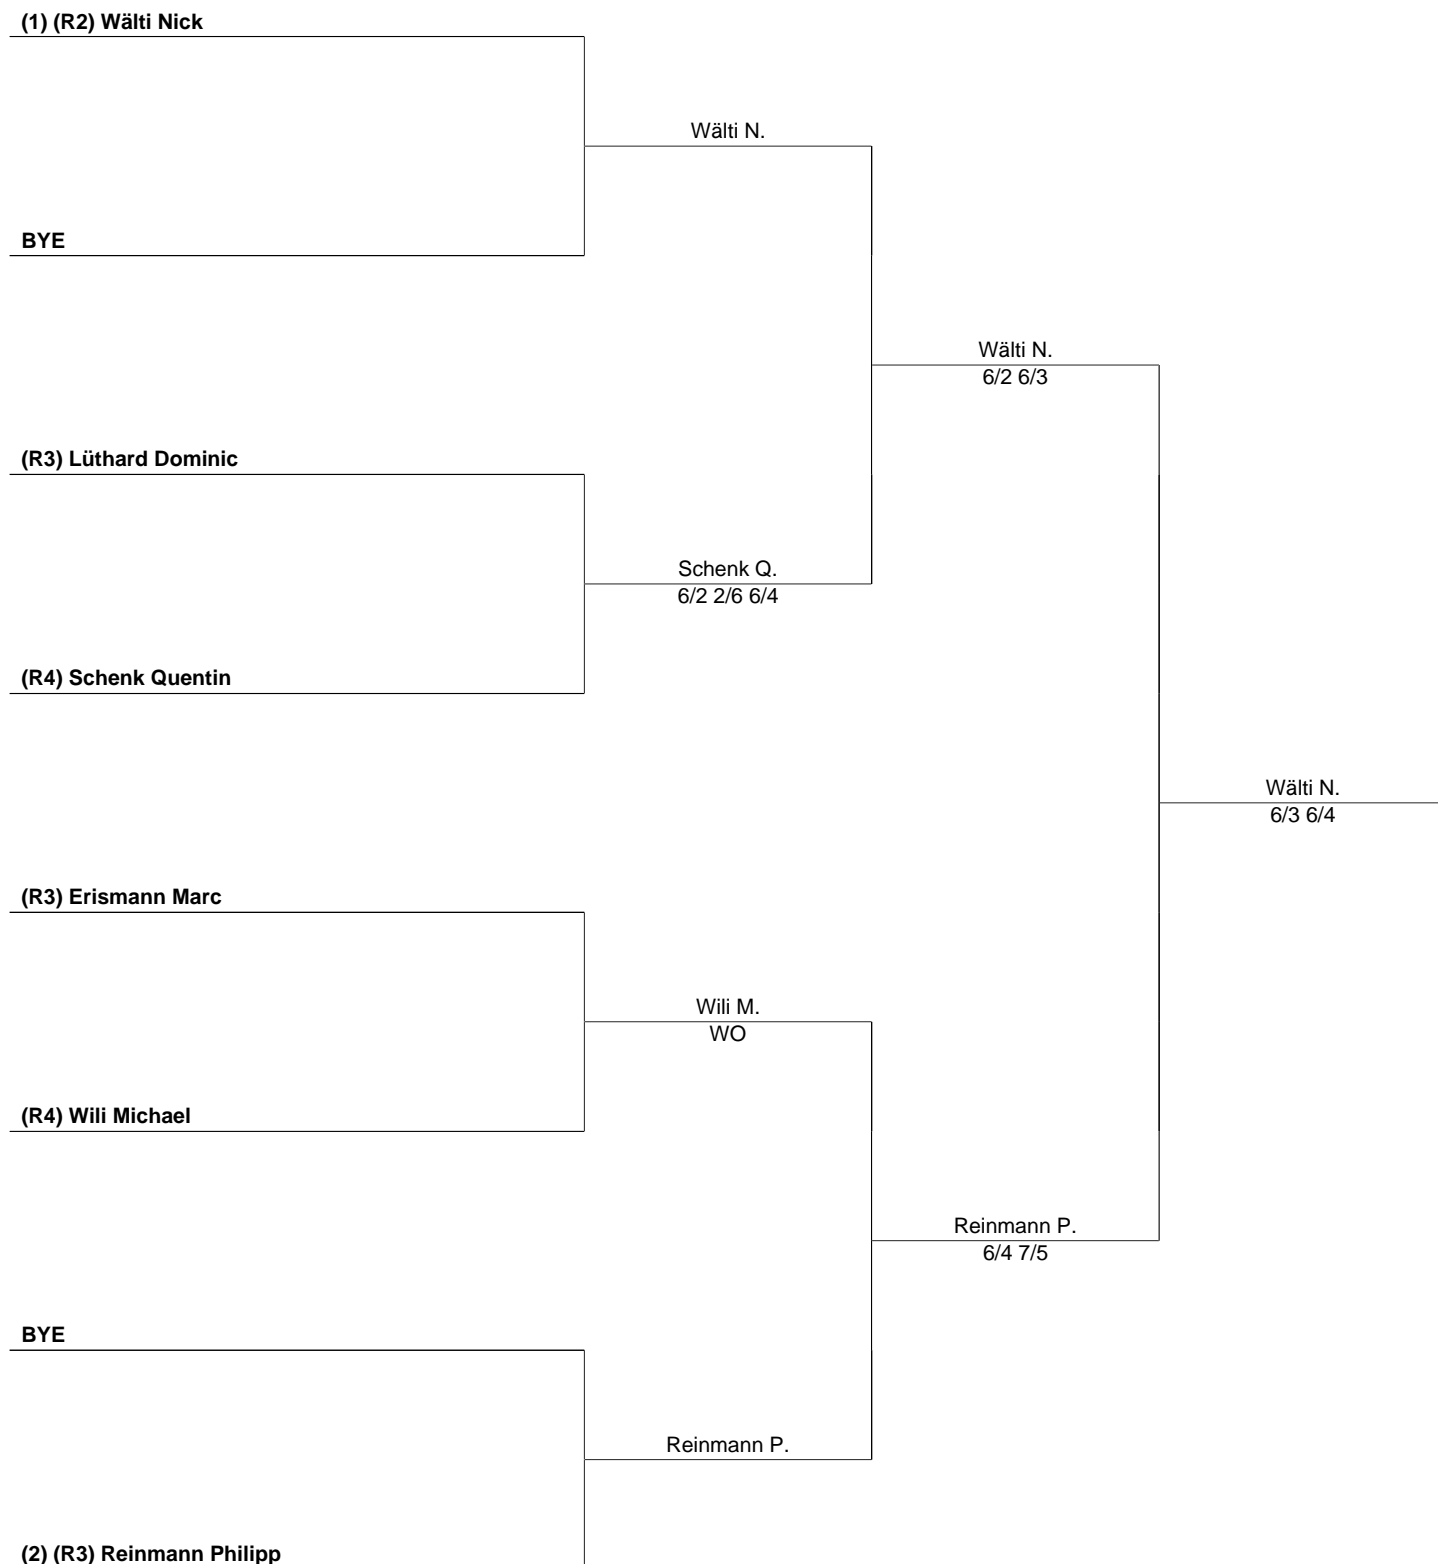 (1) (R2) Wälti Nick
Wälti N.
BYE
Wälti N.
6/2 6/3
(R3) Lüthard Dominic
Schenk Q.
6/2 2/6 6/4
(R4) Schenk Quentin
Wälti N.
6/3 6/4
(R3) Erismann Marc
Wili M.
WO
(R4) Wili Michael
Reinmann P.
6/4 7/5
BYE
Reinmann P.
(2) (R3) Reinmann Philipp